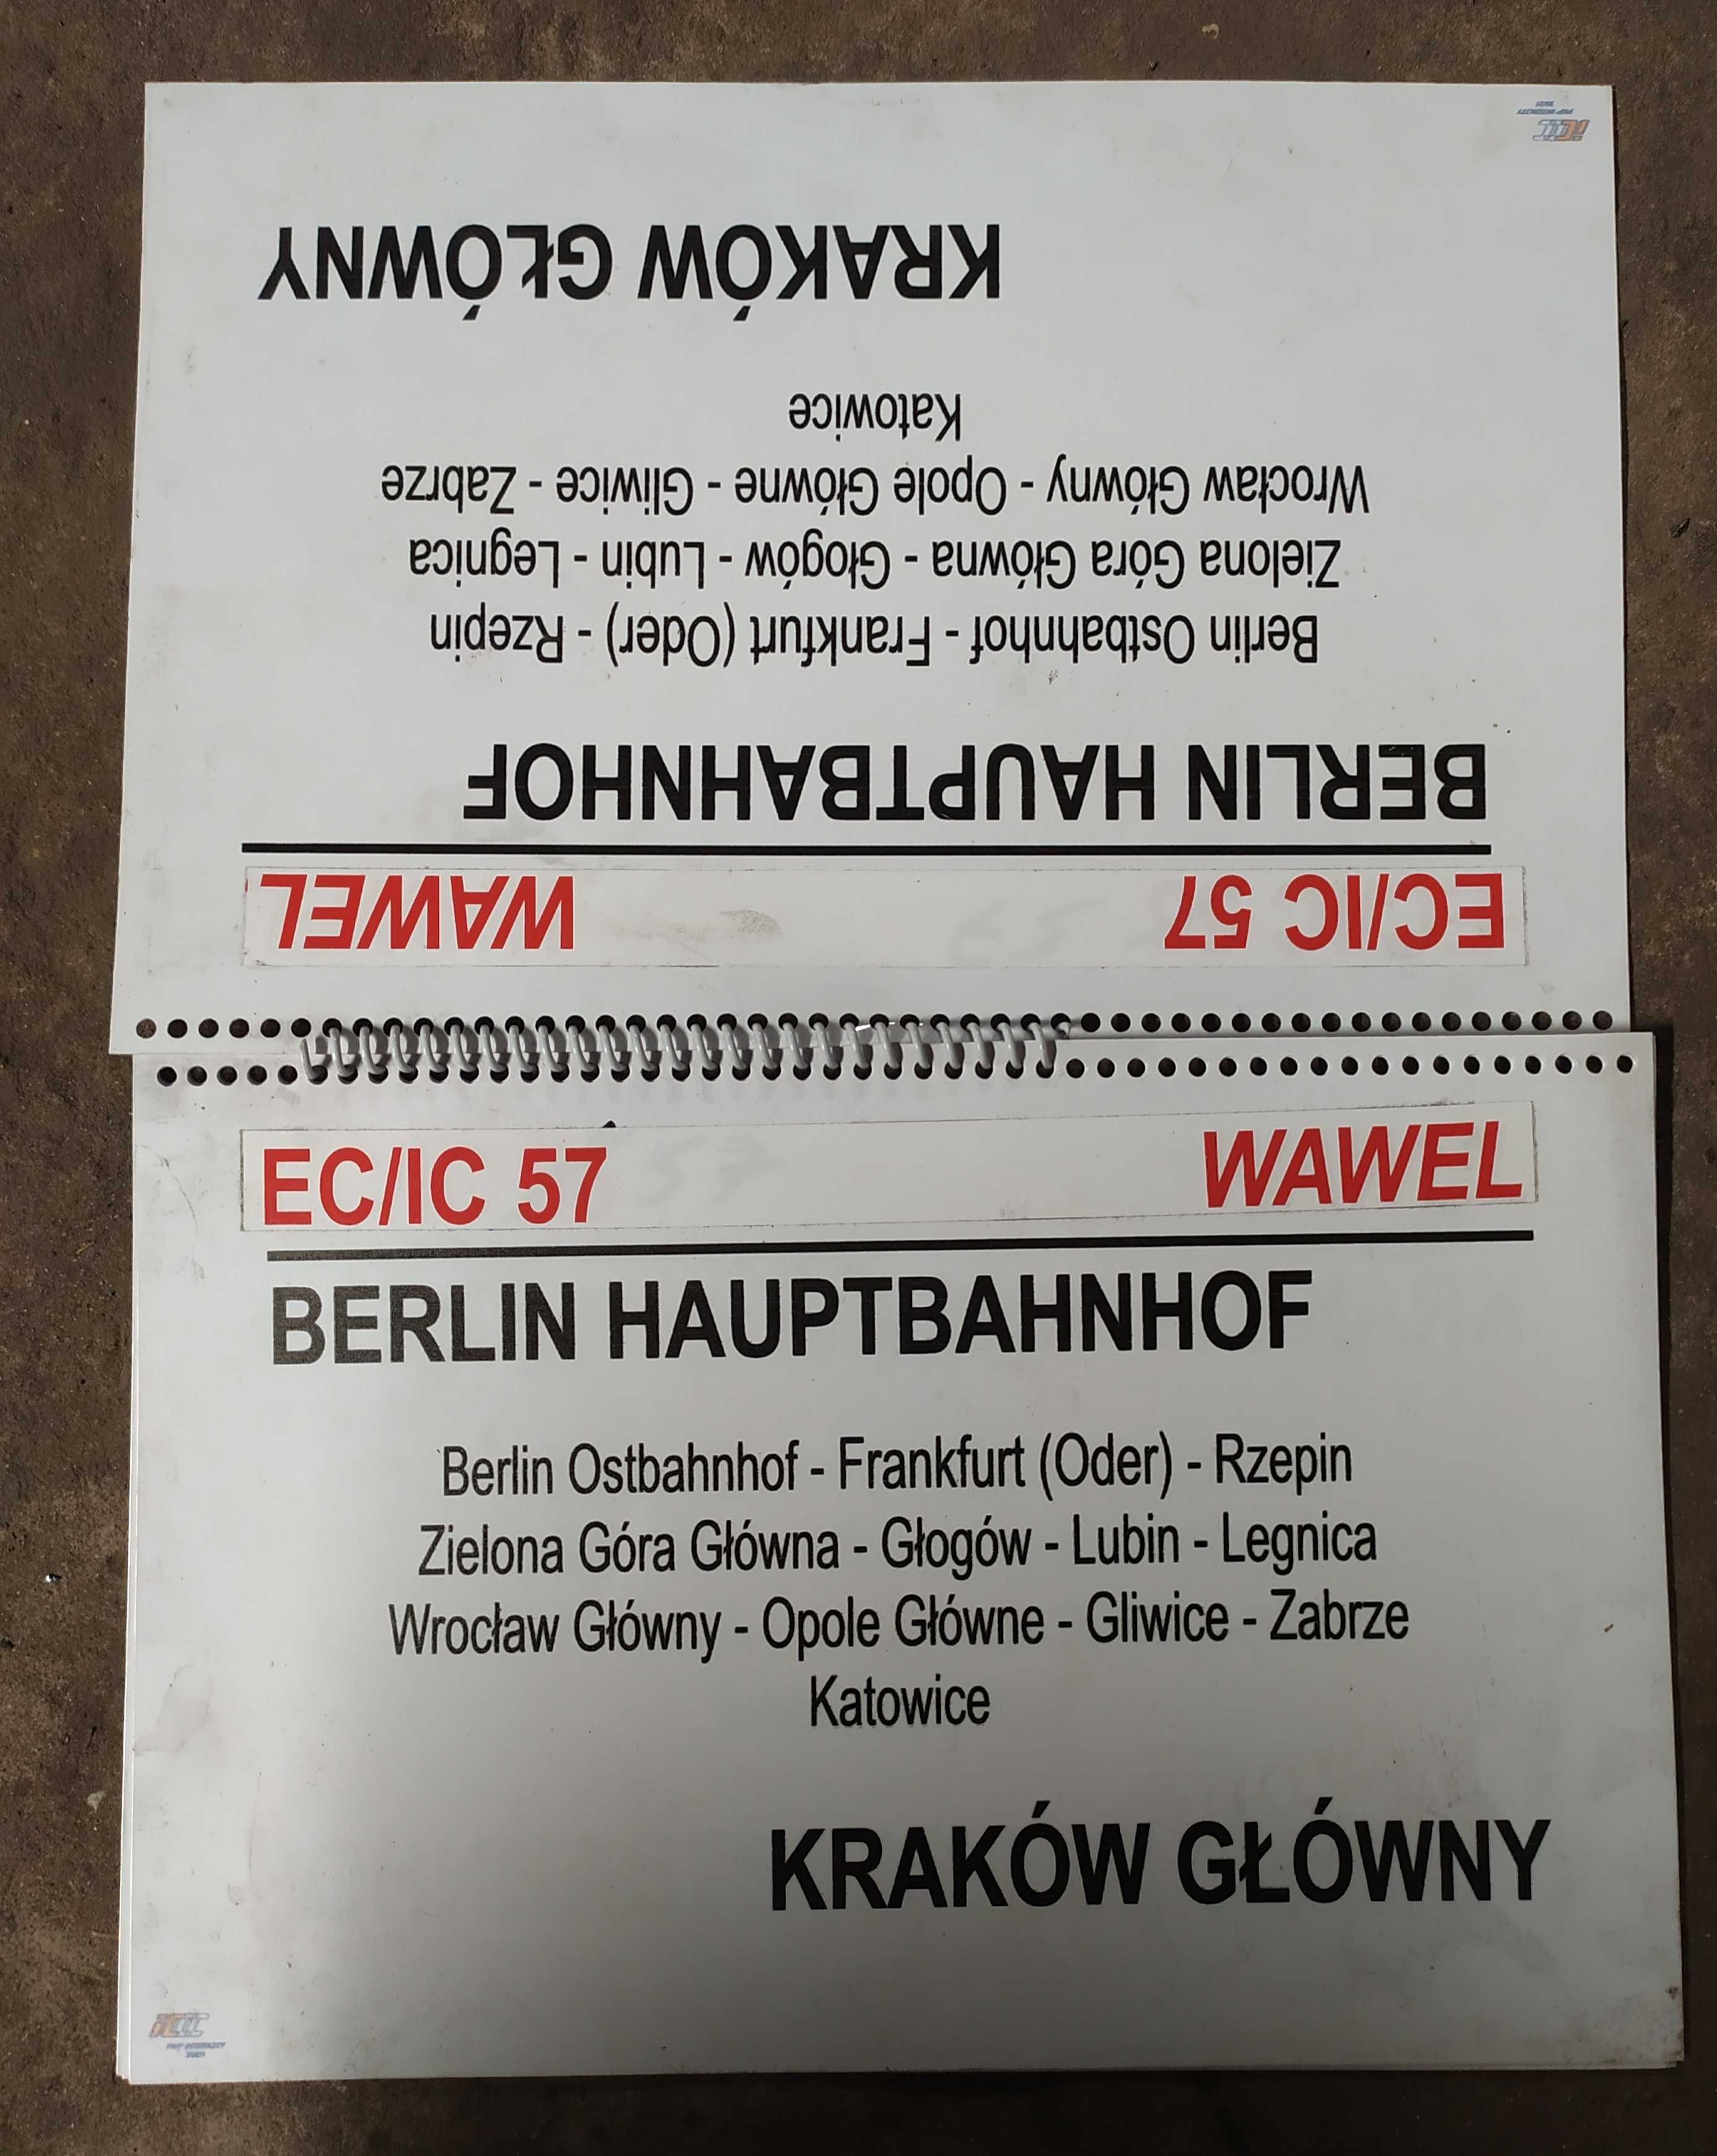 KRAKÓW GŁÓWNY
Katowice
Wrocław Główny - Opole Główne - Gliwice - Zabrze
Zielona Góra Główna - Głogów - Lubin - Legnica
Berlin Ostbahnhof - Frankfurt (Oder) - Rzepin
BERLIN HAUPTBAHNHOF
EC/IC 57 WAWEL
EC/IC 57 WAWEL
BERLIN HAUPTBAHNHOF
Berlin Ostbahnhof - Frankfurt (Oder) - Rzepin
Zielona Góra Główna - Głogów - Lubin - Legnica
Wrocław Główny - Opole Główne - Gliwice - Zabrze
Katowice
KRAKÓW GŁÓWNY